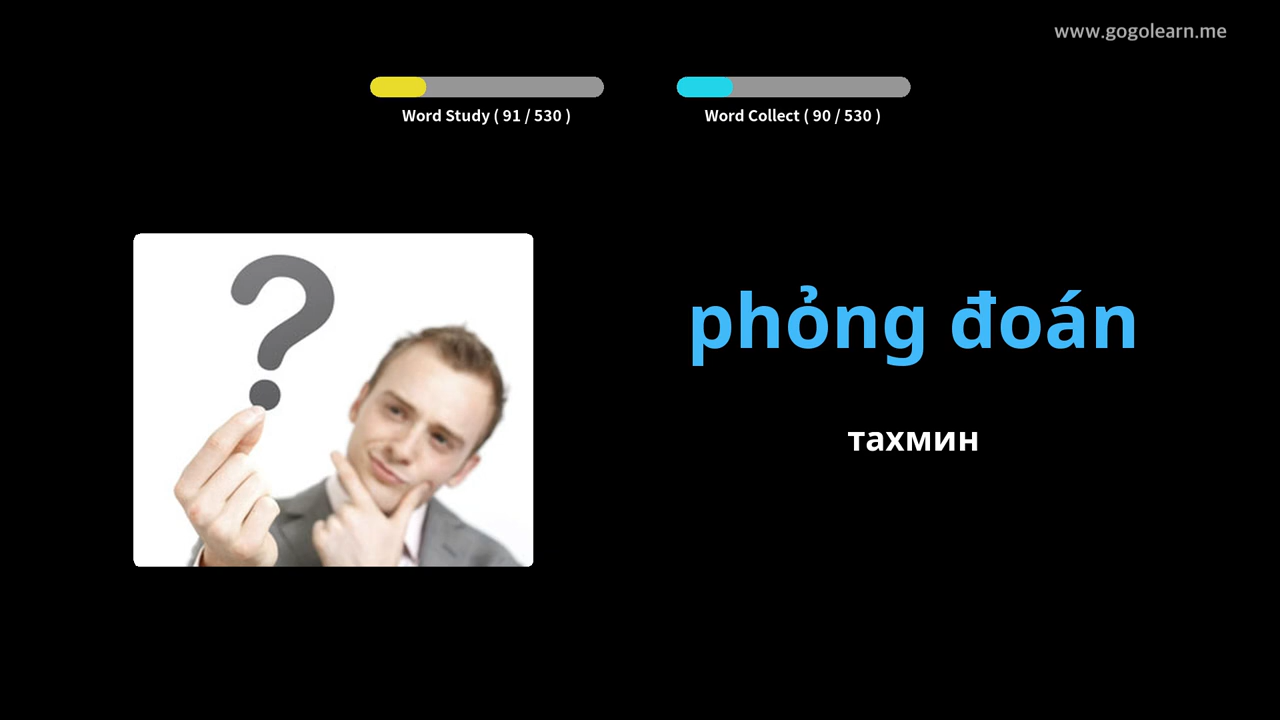 www.gogolearn.me
Word Study ( 91 / 530 )
Word Collect ( 90 / 530 )
phỏng đoán
тахмин